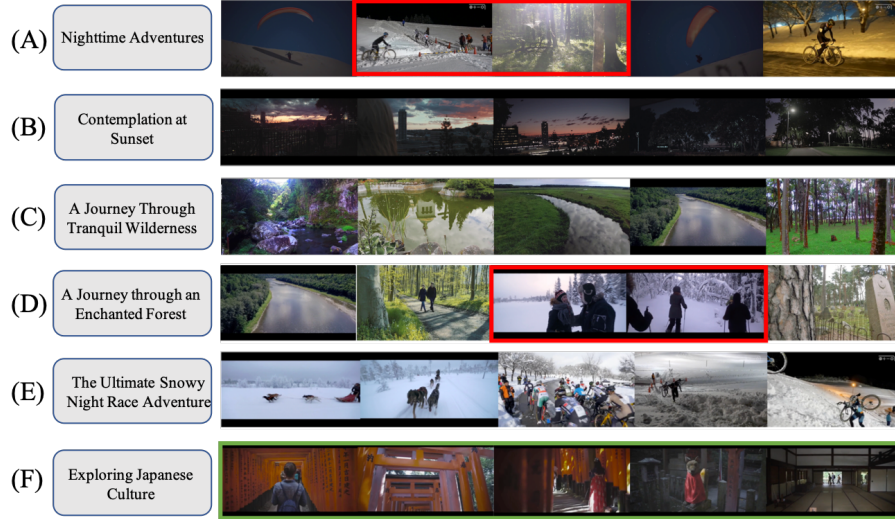 (A)
Nighttime Adventures
(B)
Contemplation at
Sunset
(C)
A Journey Through
Tranquil Wilderness
(D)
A Journey through an
Enchanted Forest
(E)
The Ultimate Snowy
Night Race Adventure
(F)
Exploring Japanese
Culture